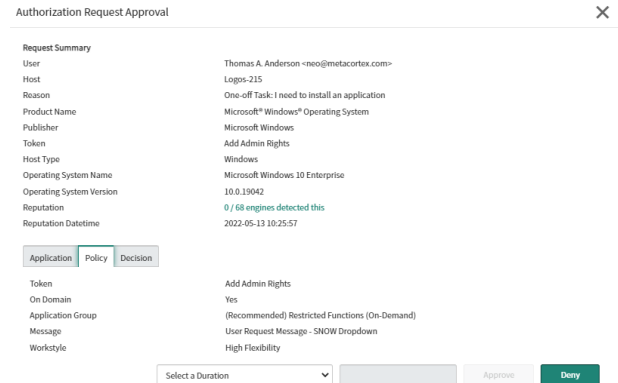 Authorization Request Approval
Request Summary
User Thomas A. Anderson <neo@metacortex.com>
Host Logos-215
Reason One-off Task: I need to install an application
Product Name Microsoft® Windows® Operating System
Publisher Microsoft Windows
Token Add Admin Rights
Host Type Windows
Operating System Name Microsoft Windows 10 Enterprise
Operating System Version 10.0.19042
Reputation 0 / 68 engines detected this
Reputation Datetime 2022-05-13 10:25:57
Application Policy Decision
Token Add Admin Rights
On Domain Yes
Application Group (Recommended) Restricted Functions (On-Demand)
Message User Request Message - SNOW Dropdown
Workstyle High Flexibility
Select a Duration Approve Deny